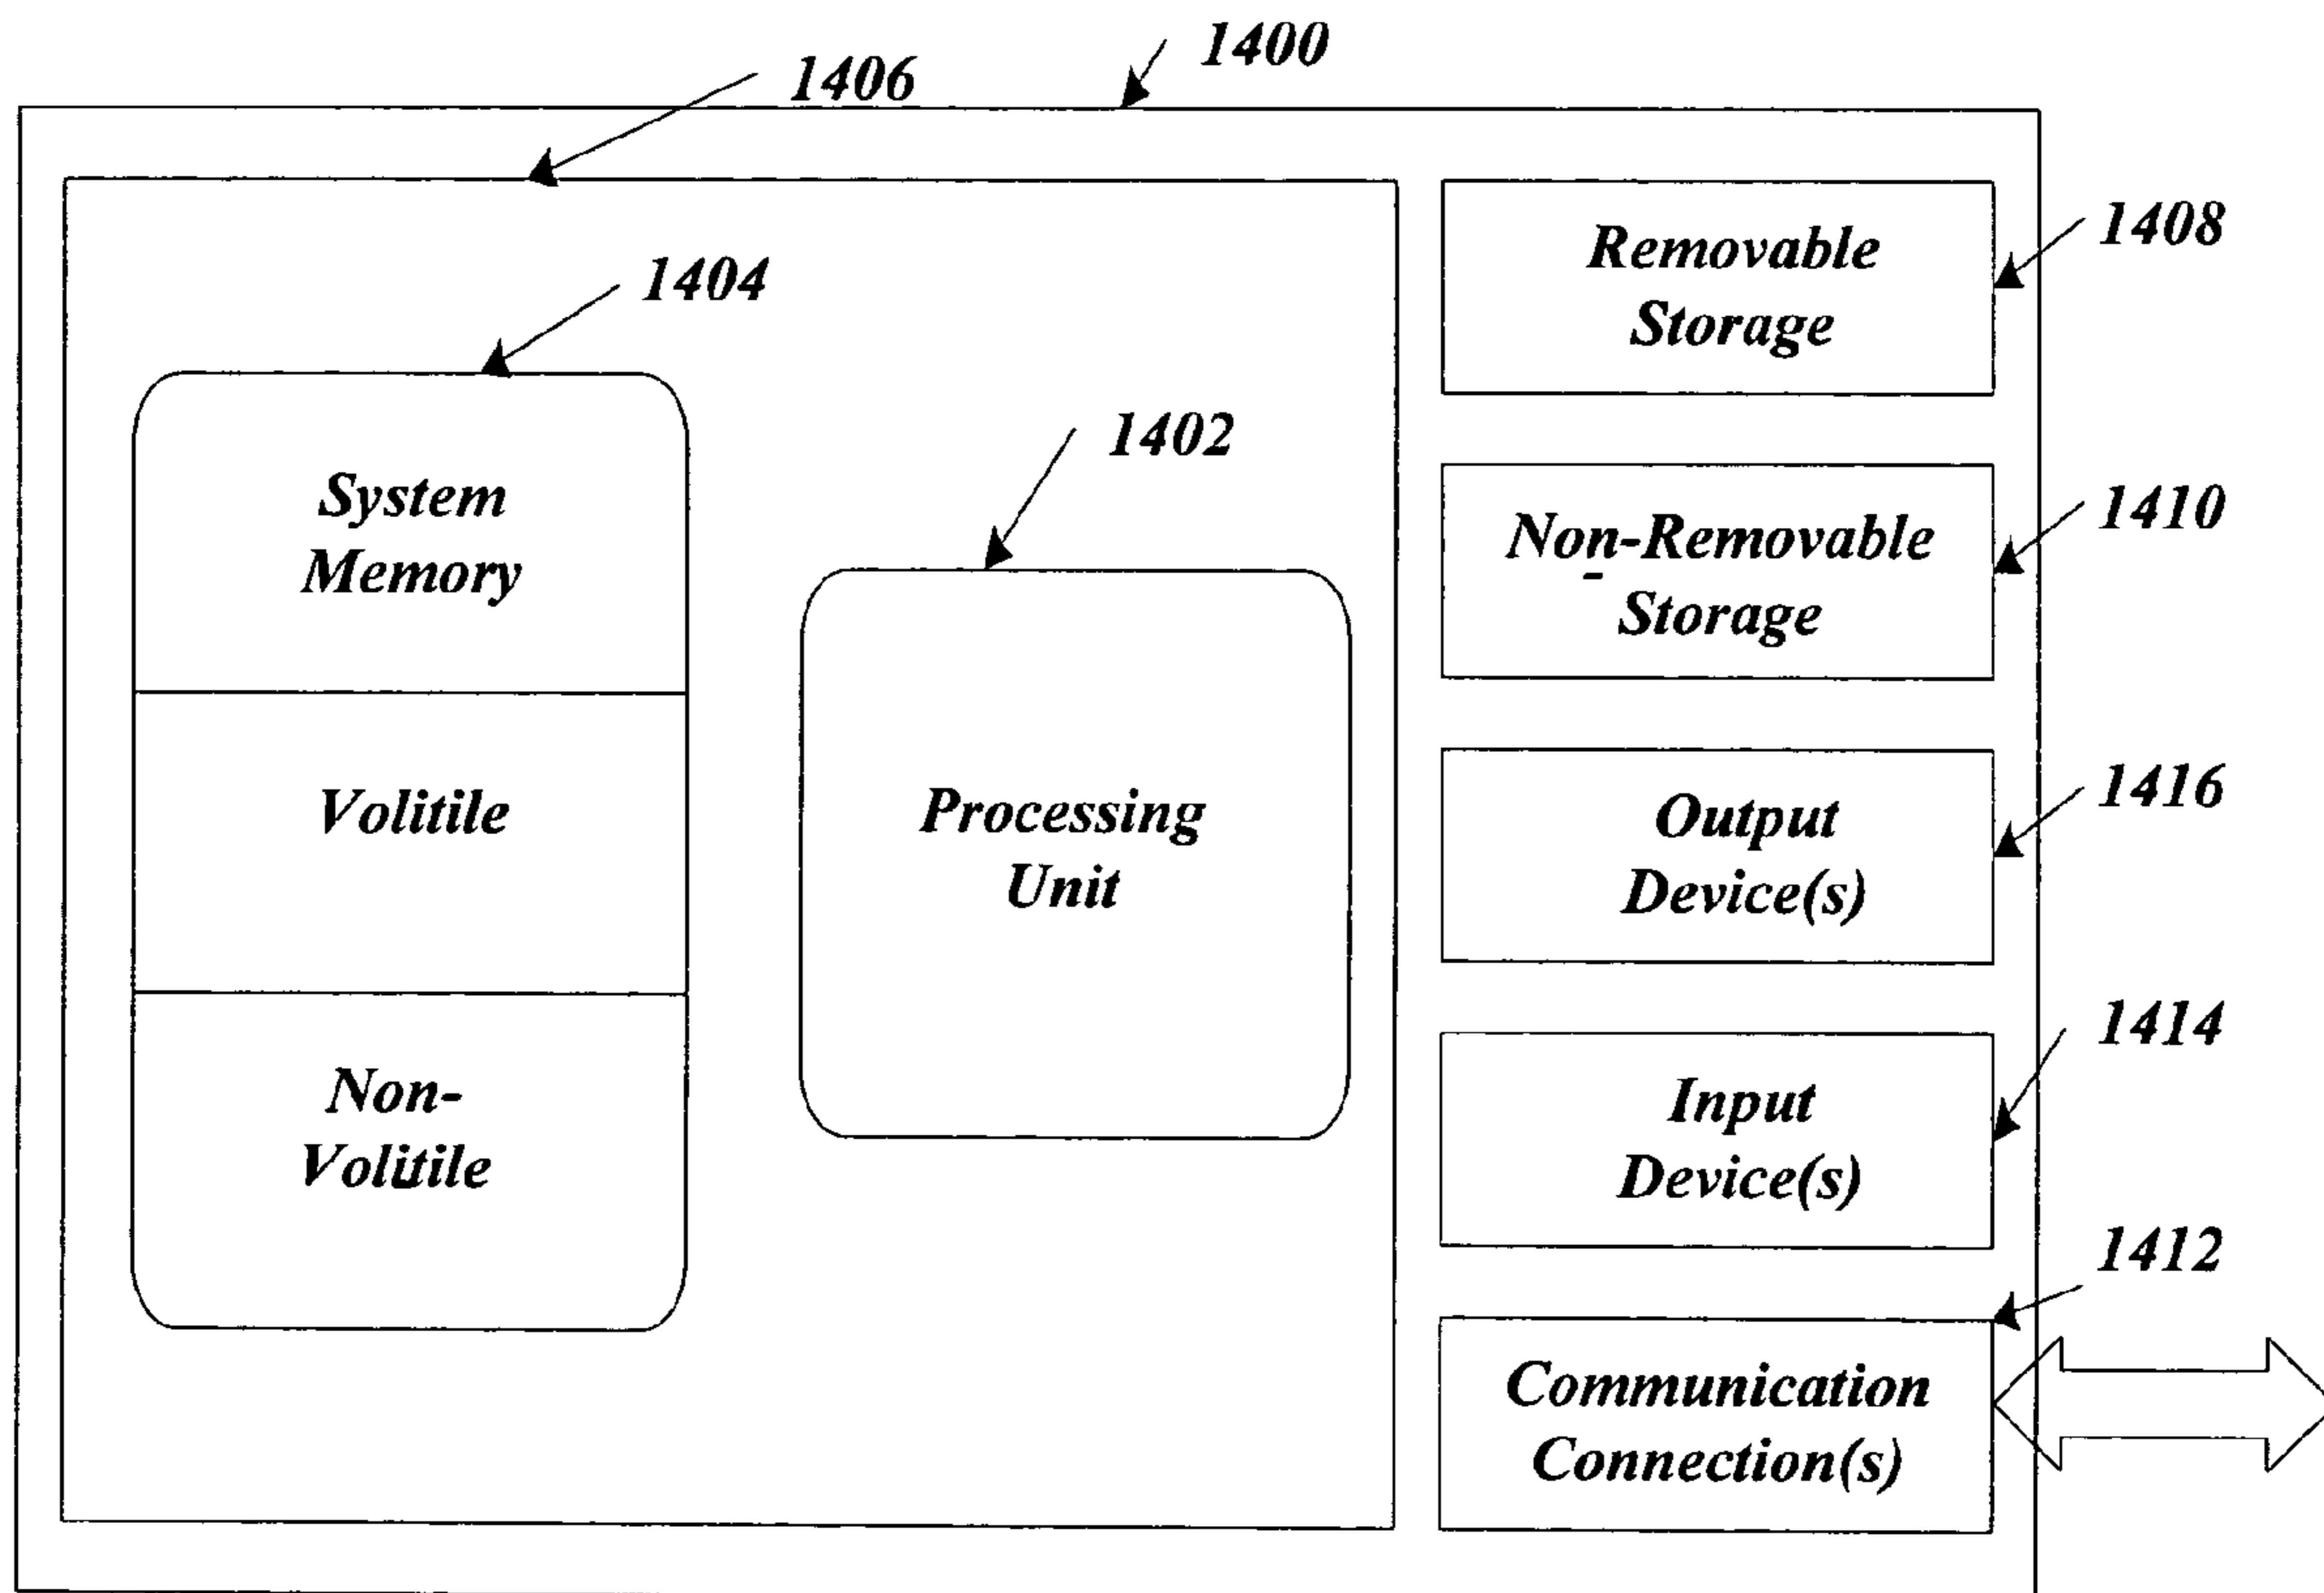 1400
1406
1408
Removable
Storage
1404
1402
System
Memory
1410
Non-Removable
Storage
Volitile
Processing
Unit
1416
Output
Device(s)
1414
Non-
Volitile
Input
Device(s)
1412
Communication
Connection(s)